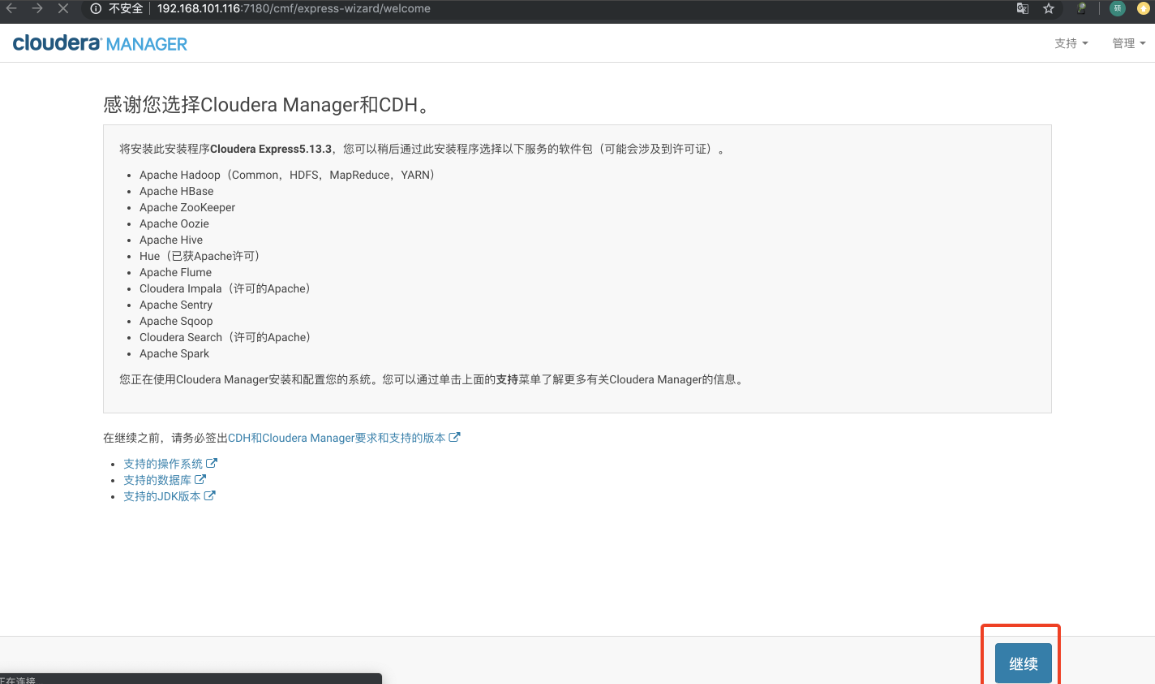 不安全 192.168.101.116:7180/cmf/express-wizard/welcome
cloudera MANAGER 支持 管理
感谢您选择Cloudera Manager和CDH。
将安装此安装程序Cloudera Express5.13.3，您可以稍后通过此安装程序选择以下服务的软件包（可能会涉及到许可证）。
Apache Hadoop（Common，HDFS，MapReduce，YARN）
Apache HBase
Apache ZooKeeper
Apache Oozie
Apache Hive
Hue（已获Apache许可）
Apache Flume
Cloudera Impala（许可的Apache）
Apache Sentry
Apache Sqoop
Cloudera Search（许可的Apache）
Apache Spark
您正在使用Cloudera Manager安装和配置您的系统。您可以通过单击上面的支持菜单了解更多有关Cloudera Manager的信息。
在继续之前，请务必签出CDH和Cloudera Manager要求和支持的版本
支持的操作系统
支持的数据库
支持的JDK版本
继续
正在连接